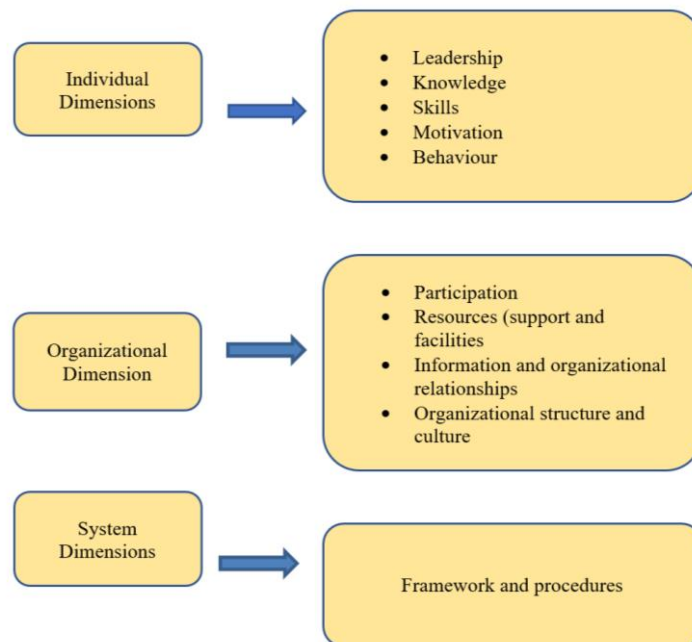 Individual
Dimensions
• Leadership
• Knowledge
• Skills
• Motivation
• Behaviour
Organizational
Dimension
• Participation
• Resources (support and
facilities
• Information and organizational
relationships
• Organizational structure and
culture
System
Dimensions
Framework and procedures